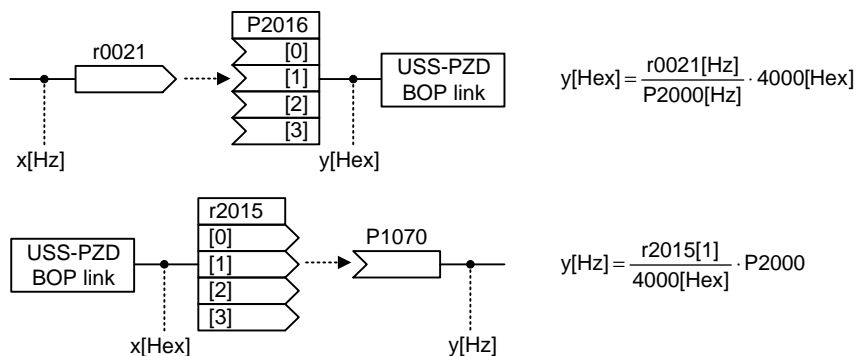 P2016
r0021
[0]
[1]
[2]
[3]
USS-PZD
BOP link
x[Hz]
y[Hex]
y[Hex] = r0021[Hz] / P2000[Hz] · 4000[Hex]
r2015
[0]
[1]
[2]
[3]
USS-PZD
BOP link
P1070
x[Hex]
y[Hz]
y[Hz] = r2015[1] / 4000[Hex] · P2000